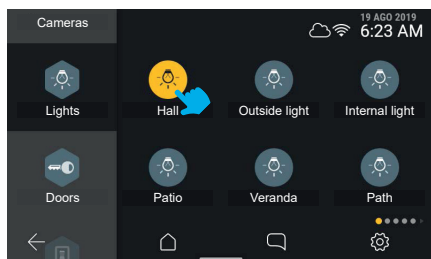 Cameras
19 AGO 2019
6:23 AM
Lights
Hall
Outside light
Internal light
Doors
Patio
Veranda
Path